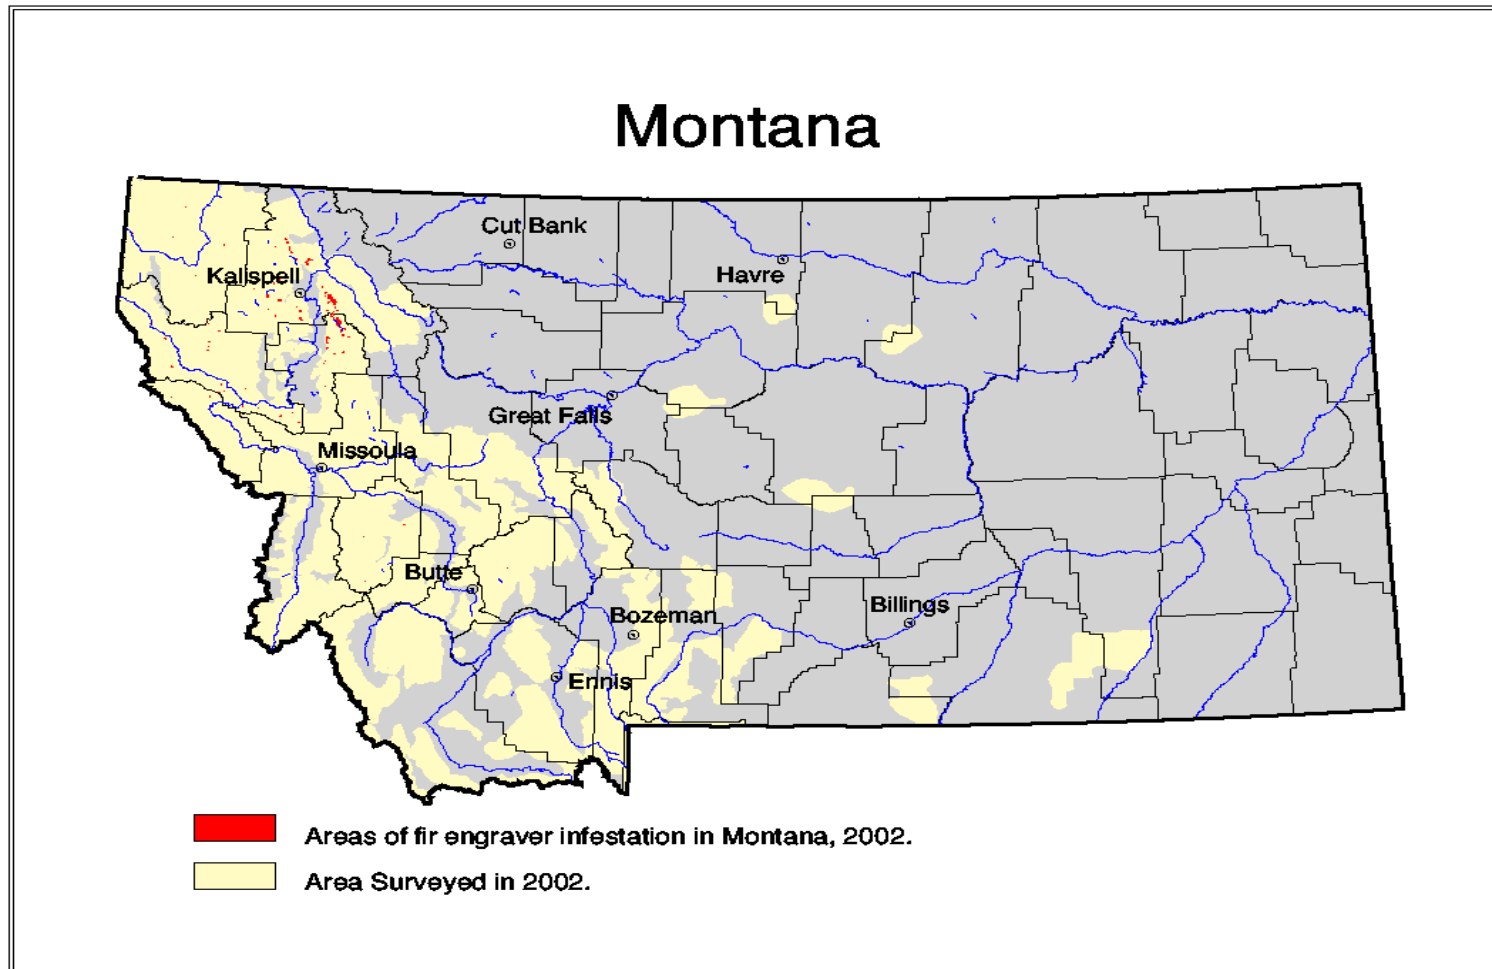 Montana
Cut Bank
Kalispell
Havre
Great Falls
Missoula
Butte
Billings
Bozeman
Ennis
Areas of fir engraver infestation in Montana, 2002.
Area Surveyed in 2002.